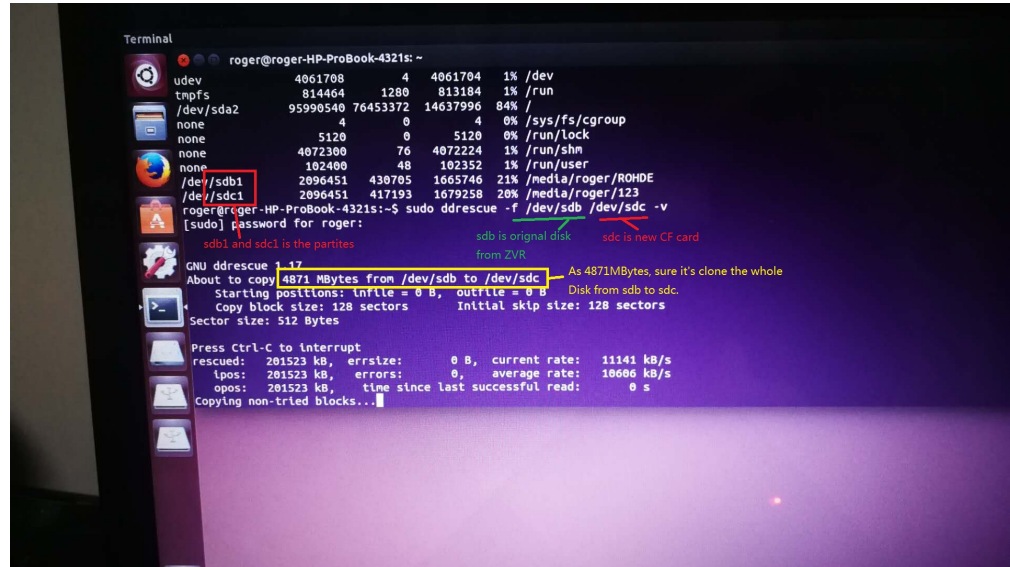 Terminal
roger@roger-HP-ProBook-4321s: ~
udev 4061708 4 4061704 1% /dev
tmpfs 814464 1280 813184 1% /run
/dev/sda2 95990540 76453372 14637996 84% /
none 4 0 4 0% /sys/fs/cgroup
none 5120 0 5120 0% /run/lock
none 4072300 76 4072224 1% /run/shm
none 102400 48 102352 1% /run/user
/dev/sdb1 2096451 430705 1665746 21% /media/roger/ROHDE
/dev/sdc1 2096451 417193 1679258 20% /media/roger/123
roger@roger-HP-ProBook-4321s:~$ sudo ddrescue -f /dev/sdb /dev/sdc -v
[sudo] password for roger:
sdb1 and sdc1 is the partites
sdb is orignal disk
from ZVR
sdc is new CF card
GNU ddrescue 1.17
About to copy 4871 MBytes from /dev/sdb to /dev/sdc
As 4871MBytes, sure it's clone the whole
Disk from sdb to sdc.
Starting positions: infile = 0 B, outfile = 0 B
Copy block size: 128 sectors Initial skip size: 128 sectors
Sector size: 512 Bytes
Press Ctrl-C to interrupt
rescued: 201523 kB, errsize: 0 B, current rate: 11141 kB/s
ipos: 201523 kB, errors: 0, average rate: 10606 kB/s
opos: 201523 kB, time since last successful read: 0 s
Copying non-tried blocks...